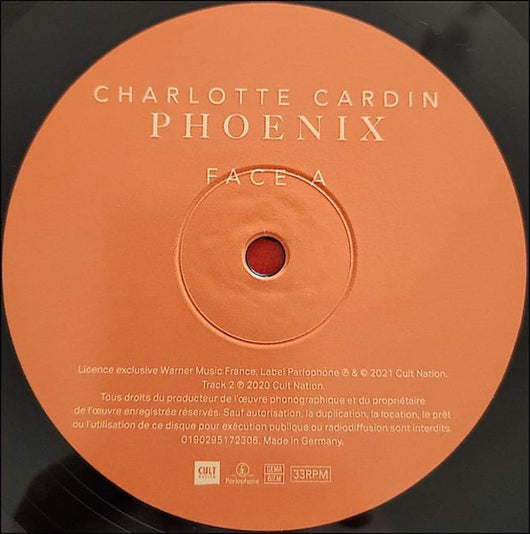 CHARLOTTE CARDIN
PHOENIX
FACE A
Licence exclusive Warner Music France, Label Parlophone ℗ & © 2021 Cult Nation.
Track 2 ℗ 2020 Cult Nation.
Tous droits du producteur de l'œuvre phonographique et du propriétaire
de l'œuvre enregistrée réservés. Sauf autorisation, la duplication, la location, le prêt
ou l'utilisation de ce disque pour exécution publique ou radiodiffusion sont interdits.
0190295172306. Made in Germany.
CULT NATION Parlophone GEMA BIEM 33RPM